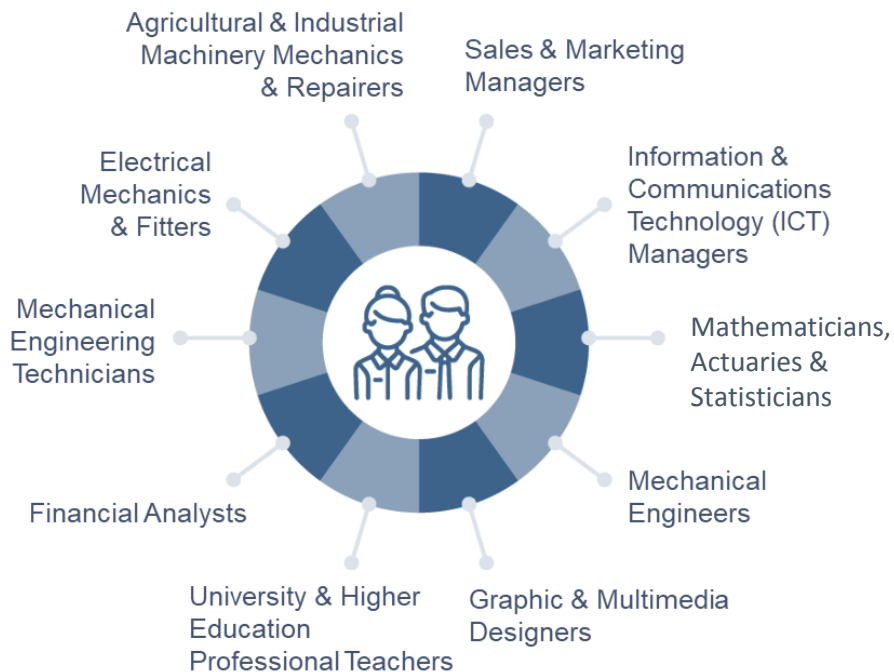 Agricultural & Industrial
Machinery Mechanics
& Repairers
Sales & Marketing
Managers
Electrical
Mechanics
& Fitters
Information &
Communications
Technology (ICT)
Managers
Mechanical
Engineering
Technicians
Mathematicians,
Actuaries &
Statisticians
Financial Analysts
Mechanical
Engineers
University & Higher
Education
Professional Teachers
Graphic & Multimedia
Designers